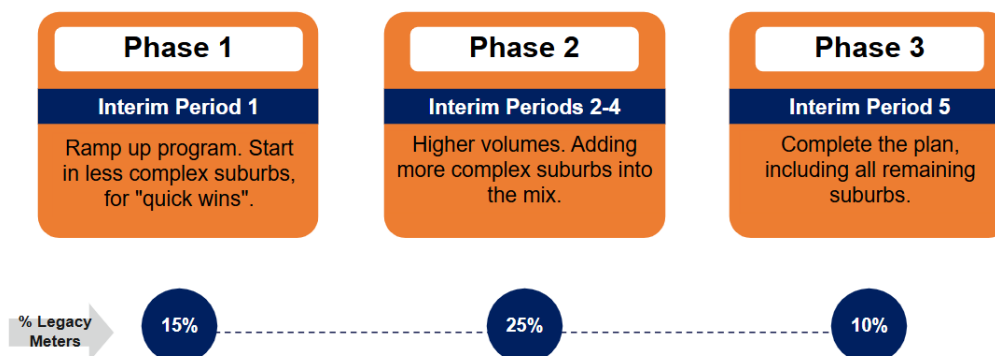 Phase 1
Interim Period 1
Ramp up program. Start
in less complex suburbs,
for "quick wins".
Phase 2
Interim Periods 2-4
Higher volumes. Adding
more complex suburbs into
the mix.
Phase 3
Interim Period 5
Complete the plan,
including all remaining
suburbs.
% Legacy
Meters
15%
25%
10%